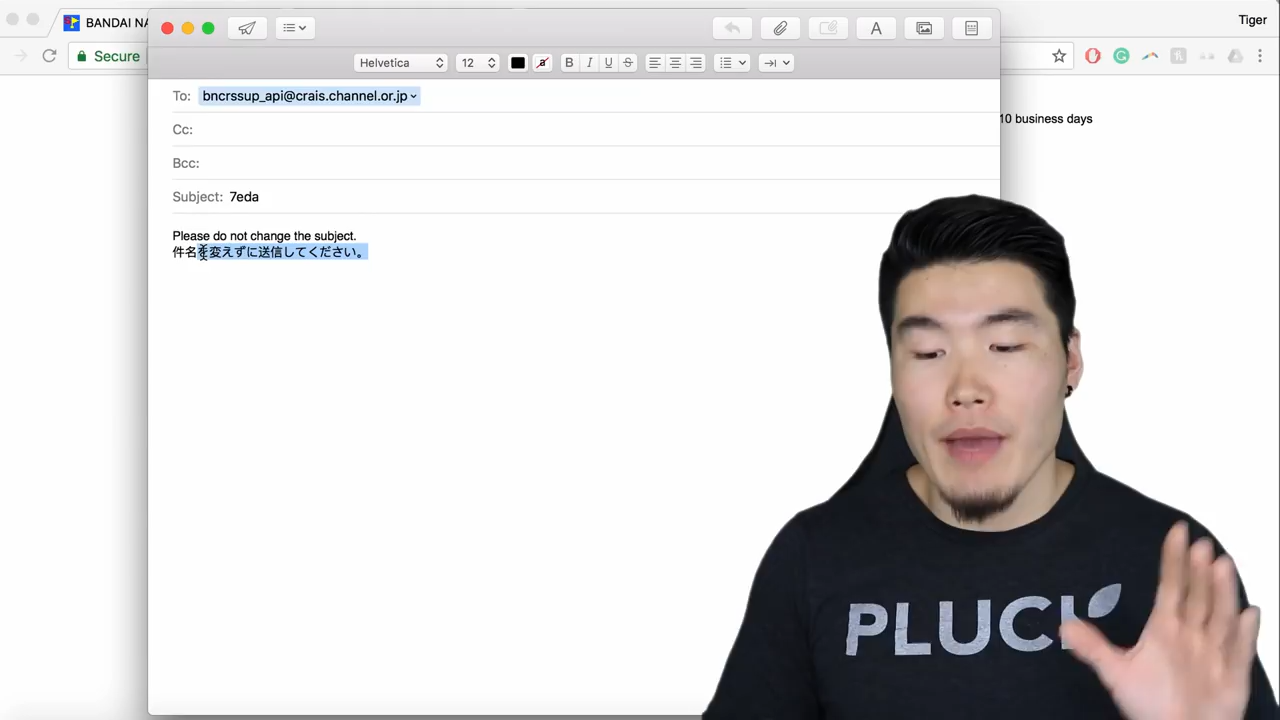 BANDAI NA
Tiger
Secure
Helvetica
12
B I U S
To: bncrssup_api@crais.channel.or.jp
10 business days
Cc:
Bcc:
Subject: 7eda
Please do not change the subject.
件名を変えずに送信してください。
PLUCK